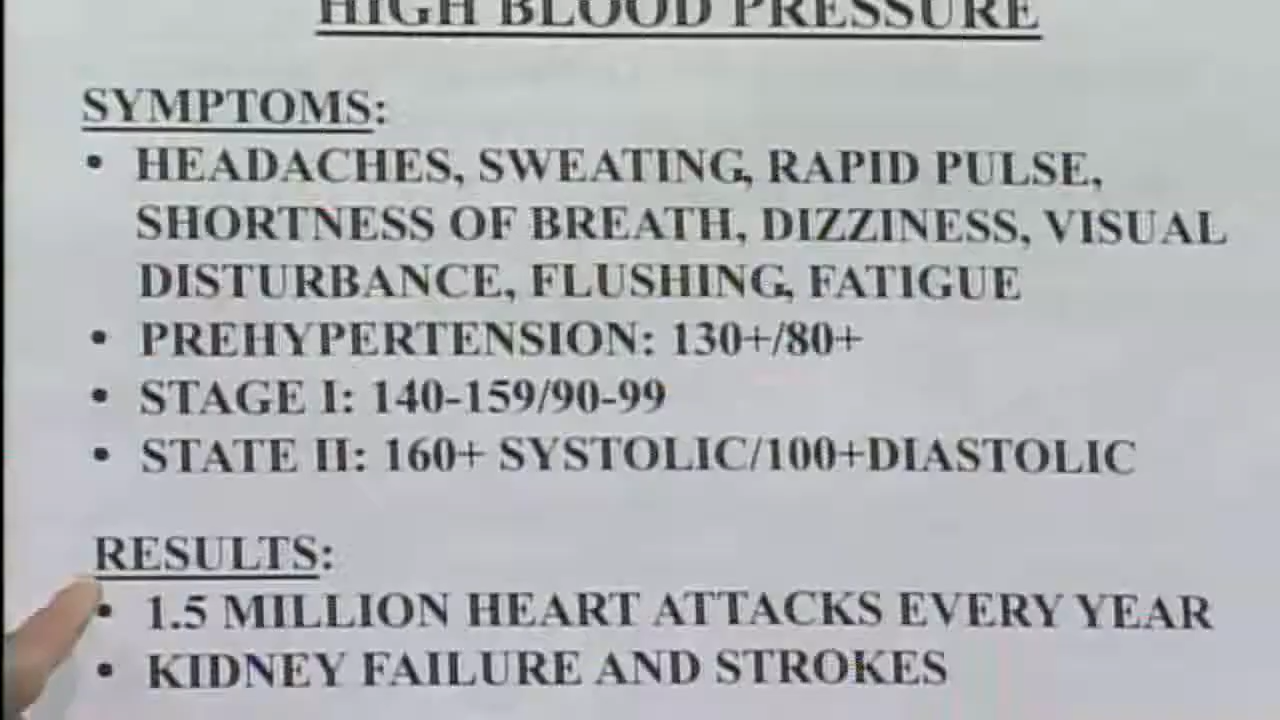 HIGH BLOOD PRESSURE
SYMPTOMS:
• HEADACHES, SWEATING, RAPID PULSE,
SHORTNESS OF BREATH, DIZZINESS, VISUAL
DISTURBANCE, FLUSHING, FATIGUE
• PREHYPERTENSION: 130+/80+
• STAGE I: 140-159/90-99
• STATE II: 160+ SYSTOLIC/100+DIASTOLIC
RESULTS:
• 1.5 MILLION HEART ATTACKS EVERY YEAR
• KIDNEY FAILURE AND STROKES